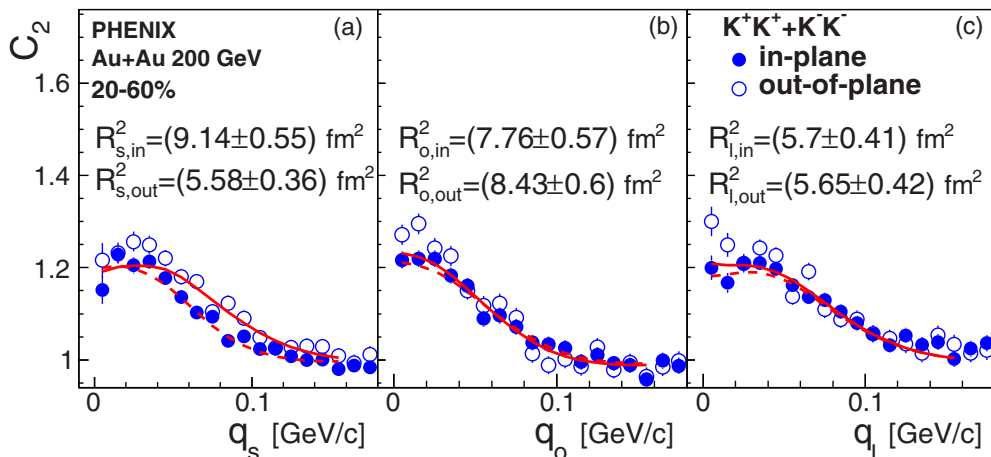 C₂
1.6
1.4
1.2
1
PHENIX
Au+Au 200 GeV
20-60%
(a)
R²s,in=(9.14±0.55) fm²
R²s,out=(5.58±0.36) fm²
0
0.1
qs [GeV/c]
(b)
R²o,in=(7.76±0.57) fm²
R²o,out=(8.43±0.6) fm²
0
0.1
qo [GeV/c]
K⁺K⁺+K⁻K⁻
(c)
in-plane
out-of-plane
R²l,in=(5.7±0.41) fm²
R²l,out=(5.65±0.42) fm²
0
0.1
ql [GeV/c]